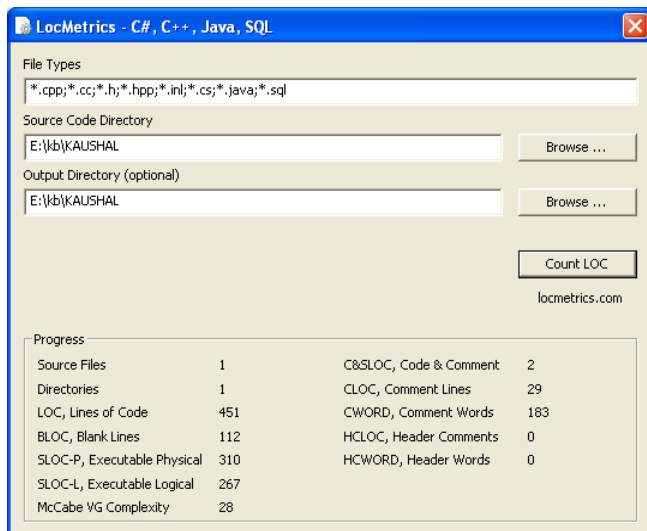 LocMetrics - C#, C++, Java, SQL
File Types
*.cpp;*.cc;*.h;*.hpp;*.inl;*.cs;*.java;*.sql
Source Code Directory
E:\kb\KAUSHAL
Browse ...
Output Directory (optional)
E:\kb\KAUSHAL
Browse ...
Count LOC
locmetrics.com
Progress
Source Files 1 C&SLOC, Code & Comment 2
Directories 1 CLOC, Comment Lines 29
LOC, Lines of Code 451 CWORD, Comment Words 183
BLOC, Blank Lines 112 HCLOC, Header Comments 0
SLOC-P, Executable Physical 310 HCWORD, Header Words 0
SLOC-L, Executable Logical 267
McCabe VG Complexity 28